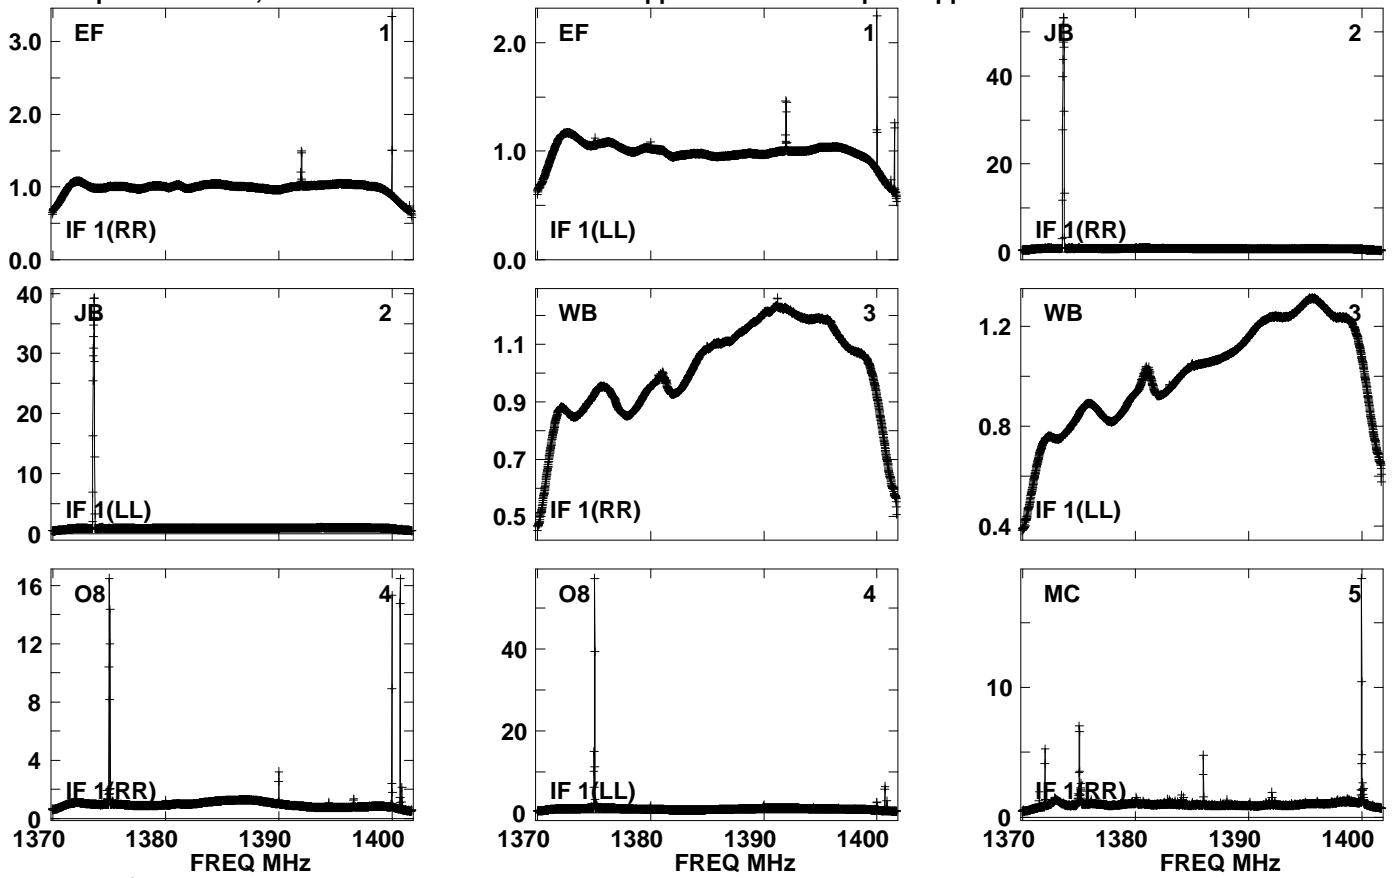 EF 1
3.0
2.0
1.0
0.0
IF 1(RR)
EF 1
2.0
1.0
0.0
IF 1(LL)
JB 2
40
20
0
IF 1(RR)
JB 2
40
30
20
10
0
IF 1(LL)
WB 3
1.1
0.9
0.7
0.5
IF 1(RR)
WB 3
1.2
0.8
0.4
IF 1(LL)
O8 4
16
12
8
4
0
IF 1(RR)
1370 1380 1390 1400
FREQ MHz
O8 4
40
20
0
IF 1(LL)
1370 1380 1390 1400
FREQ MHz
MC 5
10
0
IF 1(RR)
1370 1380 1390 1400
FREQ MHz